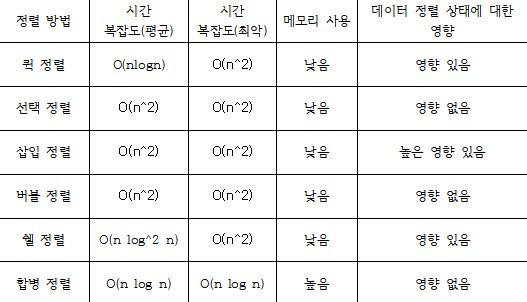 정렬 방법 시간 복잡도(평균) 시간 복잡도(최악) 메모리 사용 데이터 정렬 상태에 대한 영향
퀵 정렬 O(nlogn) O(n^2) 낮음 영향 있음
선택 정렬 O(n^2) O(n^2) 낮음 영향 없음
삽입 정렬 O(n^2) O(n^2) 낮음 높은 영향 있음
버블 정렬 O(n^2) O(n^2) 낮음 영향 없음
쉘 정렬 O(n log^2 n) O(n^2) 낮음 영향 있음
합병 정렬 O(n log n) O(n log n) 높음 영향 없음